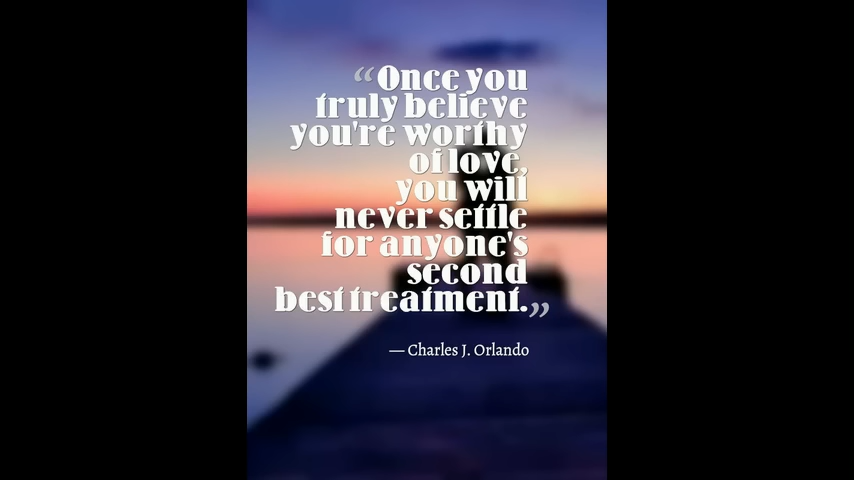 “Once you
truly believe
you're worthy
of love,
you will
never settle
for anyone's
second
best treatment.„
— Charles J. Orlando